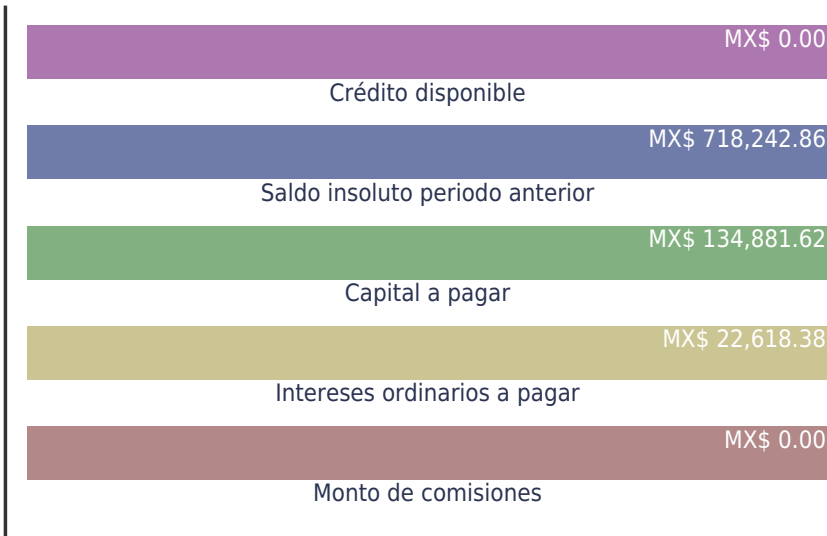 MX$ 0.00
Crédito disponible
MX$ 718,242.86
Saldo insoluto periodo anterior
MX$ 134,881.62
Capital a pagar
MX$ 22,618.38
Intereses ordinarios a pagar
MX$ 0.00
Monto de comisiones